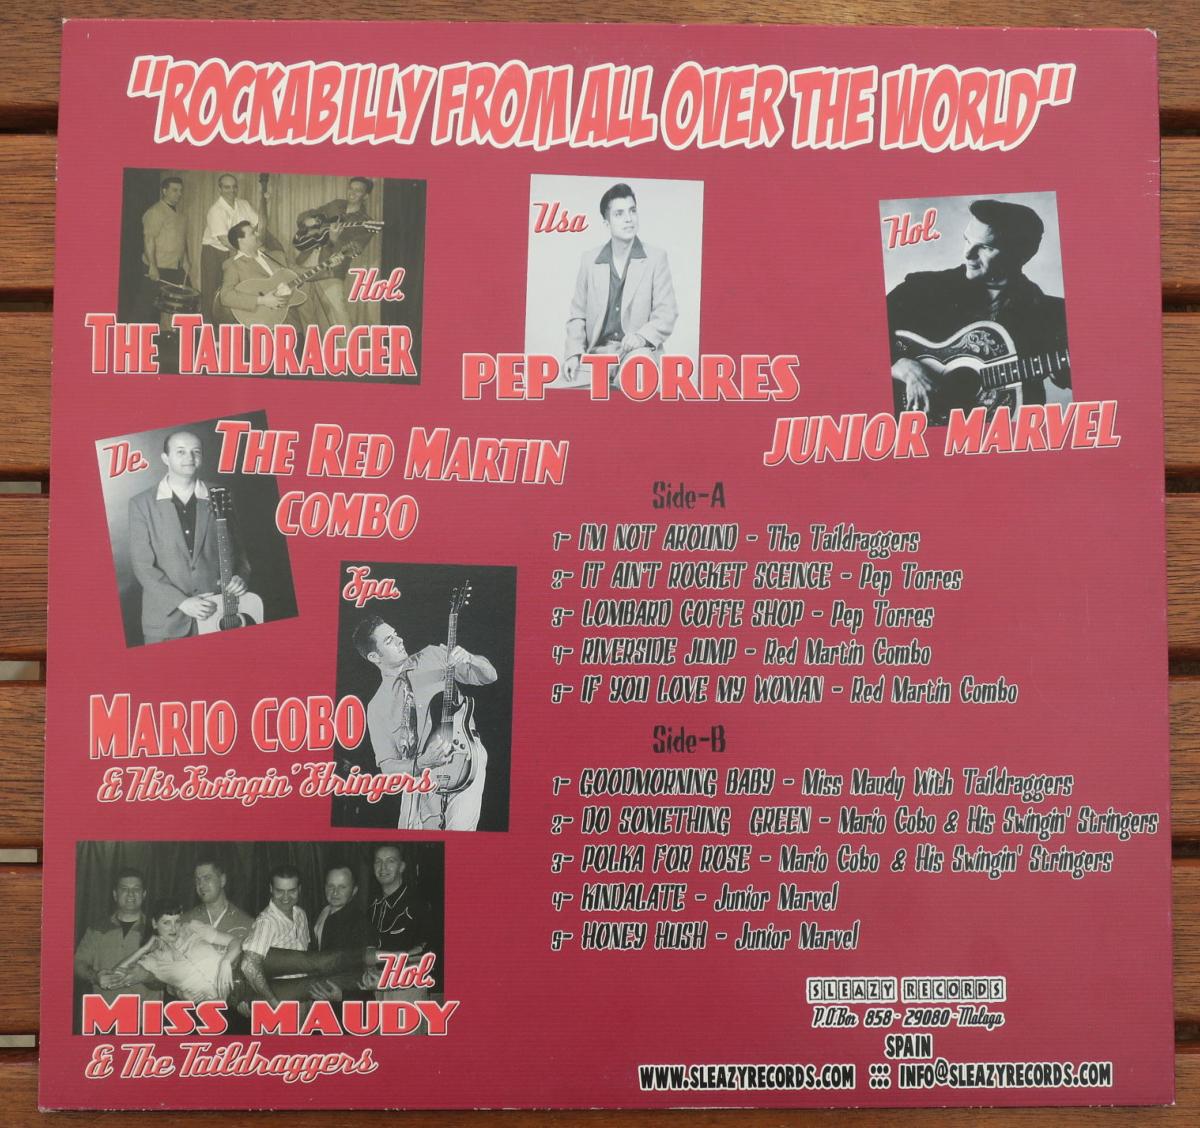 "ROCKABILLY FROM ALL OVER THE WORLD"
Hol.
THE TAILDRAGGER
Usa
PEP TORRES
Hol.
JUNIOR MARVEL
De.
THE RED MARTIN
COMBO
Spa.
MARIO COBO
& His Swingin' Stringers
Hol.
MISS MAUDY
& The Taildraggers
Side-A
1- I'M NOT AROUND - The Taildraggers
2- IT AIN'T ROCKET SCEINCE - Pep Torres
3- LOMBARD COFFE SHOP - Pep Torres
4- RIVERSIDE JUMP - Red Martin Combo
5- IF YOU LOVE MY WOMAN - Red Martin Combo
Side-B
1- GOODMORNING BABY - Miss Maudy With Taildraggers
2- DO SOMETHING GREEN - Mario Cobo & His Swingin' Stringers
3- POLKA FOR ROSE - Mario Cobo & His Swingin' Stringers
4- KINDALATE - Junior Marvel
5- HONEY HUSH - Junior Marvel
SLEAZY RECORDS
P.O.Box 858 - 29080 - Malaga
SPAIN
WWW.SLEAZYRECORDS.COM ::: INFO@SLEAZYRECORDS.COM